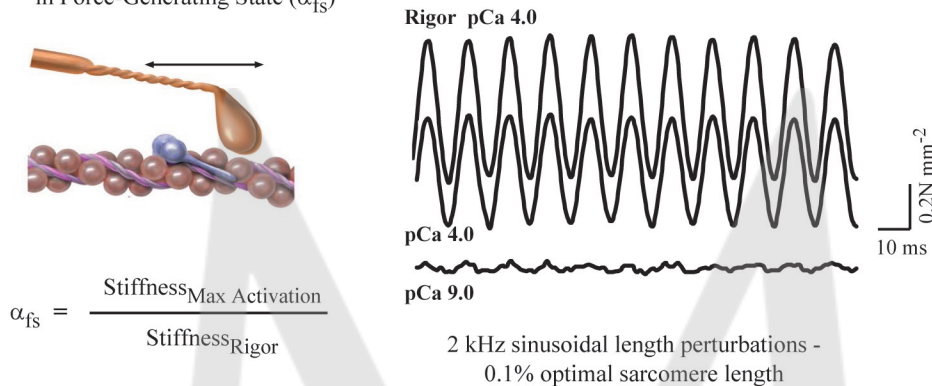 in Force-Generating State (αfs)
Rigor pCa 4.0
pCa 4.0
pCa 9.0
0.2N mm-2
10 ms
αfs = StiffnessMax Activation
StiffnessRigor
2 kHz sinusoidal length perturbations -
0.1% optimal sarcomere length